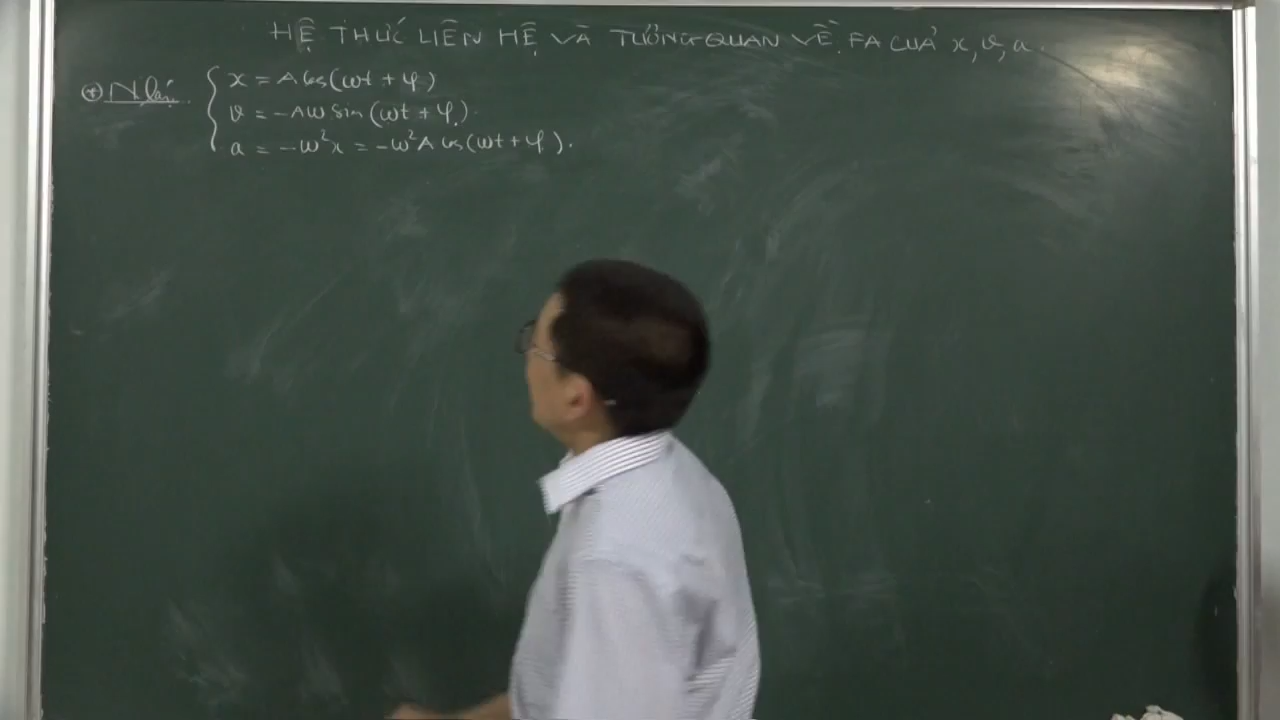 HỆ THỨC LIÊN HỆ VÀ TƯƠNG QUAN VỀ FA CỦA x, v, a.
⊕ N lại
x = A cos(ωt + φ)
v = -Aω sin(ωt + φ).
a = -ω²x = -ω²A cos(ωt + φ).